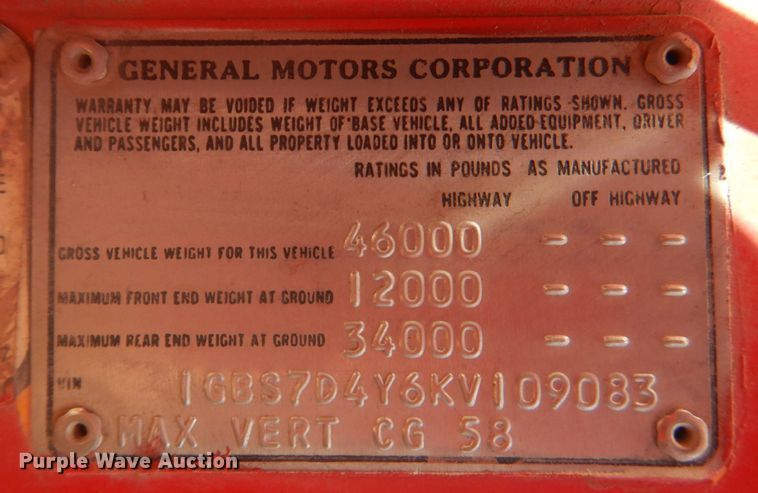 GENERAL MOTORS CORPORATION
WARRANTY MAY BE VOIDED IF WEIGHT EXCEEDS ANY OF RATINGS SHOWN. GROSS
VEHICLE WEIGHT INCLUDES WEIGHT OF BASE VEHICLE, ALL ADDED EQUIPMENT, DRIVER
AND PASSENGERS, AND ALL PROPERTY LOADED INTO OR ONTO VEHICLE.
RATINGS IN POUNDS AS MANUFACTURED
HIGHWAY OFF HIGHWAY
GROSS VEHICLE WEIGHT FOR THIS VEHICLE 46000 – – –
MAXIMUM FRONT END WEIGHT AT GROUND 12000 – – –
MAXIMUM REAR END WEIGHT AT GROUND 34000 – – –
VIN 1GBS7D4Y6KV109083
MAX VERT CG 58
Purple Wave Auction